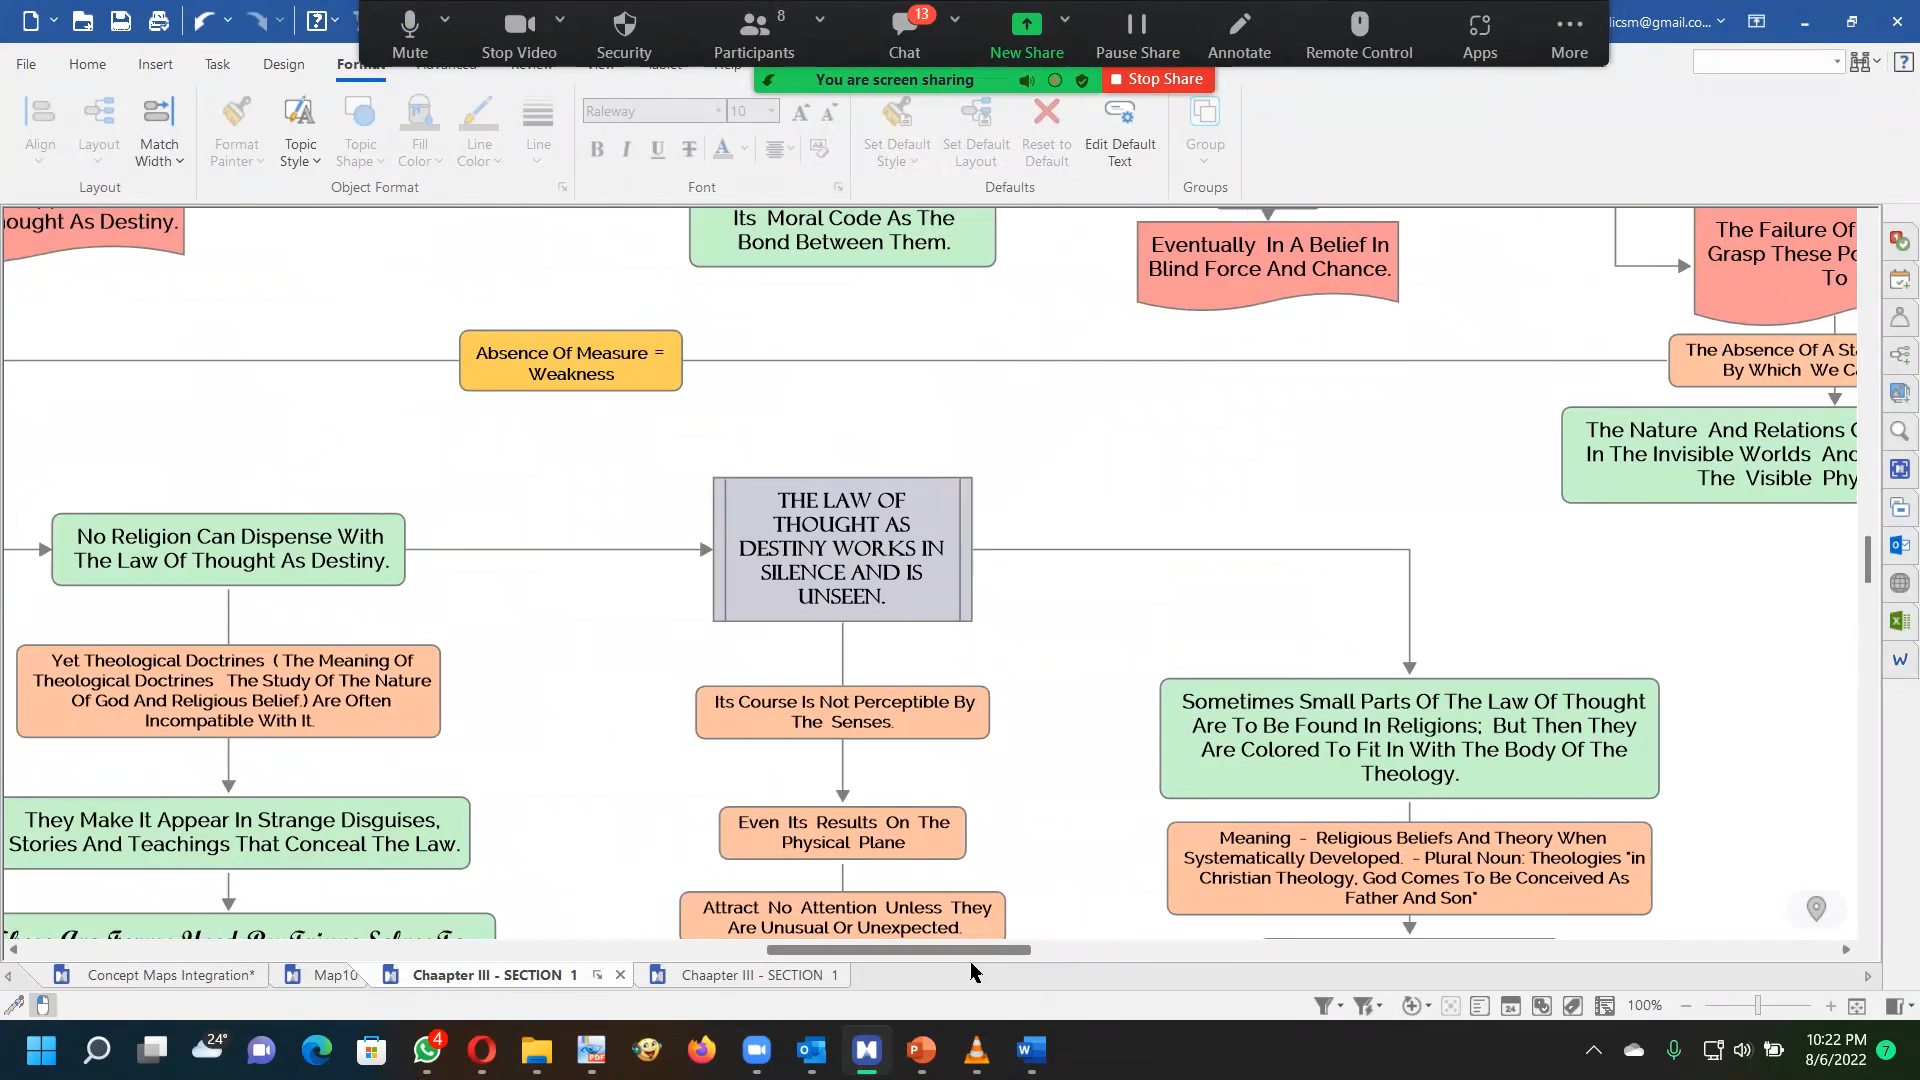 Mute
Stop Video
Security
Participants
8
Chat
13
New Share
Pause Share
Annotate
Remote Control
Apps
More
licsm@gmail.co...
You are screen sharing
Stop Share
File
Home
Insert
Task
Design
Align
Layout
Match Width
Layout
Format Painter
Topic Style
Topic Shape
Fill Color
Line Color
Line
Object Format
Raleway
10
Font
Set Default Style
Set Default Layout
Reset to Default
Edit Default Text
Defaults
Group
Groups
ought As Destiny.
Its Moral Code As The
Bond Between Them.
Eventually In A Belief In
Blind Force And Chance.
The Failure Of
Grasp These Po
To
Absence Of Measure =
Weakness
The Absence Of A Sta
By Which We Ca
The Nature And Relations
In The Invisible Worlds And
The Visible Phy
No Religion Can Dispense With
The Law Of Thought As Destiny.
THE LAW OF
THOUGHT AS
DESTINY WORKS IN
SILENCE AND IS
UNSEEN.
Yet Theological Doctrines ( The Meaning Of
Theological Doctrines The Study Of The Nature
Of God And Religious Belief.) Are Often
Incompatible With It.
Its Course Is Not Perceptible By
The Senses.
Sometimes Small Parts Of The Law Of Thought
Are To Be Found In Religions; But Then They
Are Colored To Fit In With The Body Of The
Theology.
They Make It Appear In Strange Disguises,
Stories And Teachings That Conceal The Law.
Even Its Results On The
Physical Plane
Meaning - Religious Beliefs And Theory When
Systematically Developed. - Plural Noun: Theologies "in
Christian Theology, God Comes To Be Conceived As
Father And Son"
Attract No Attention Unless They
Are Unusual Or Unexpected.
Concept Maps Integration*
Map10
Chaapter III - SECTION 1
Chaapter III - SECTION 1
100%
24°
4
10:22 PM
8/6/2022
7